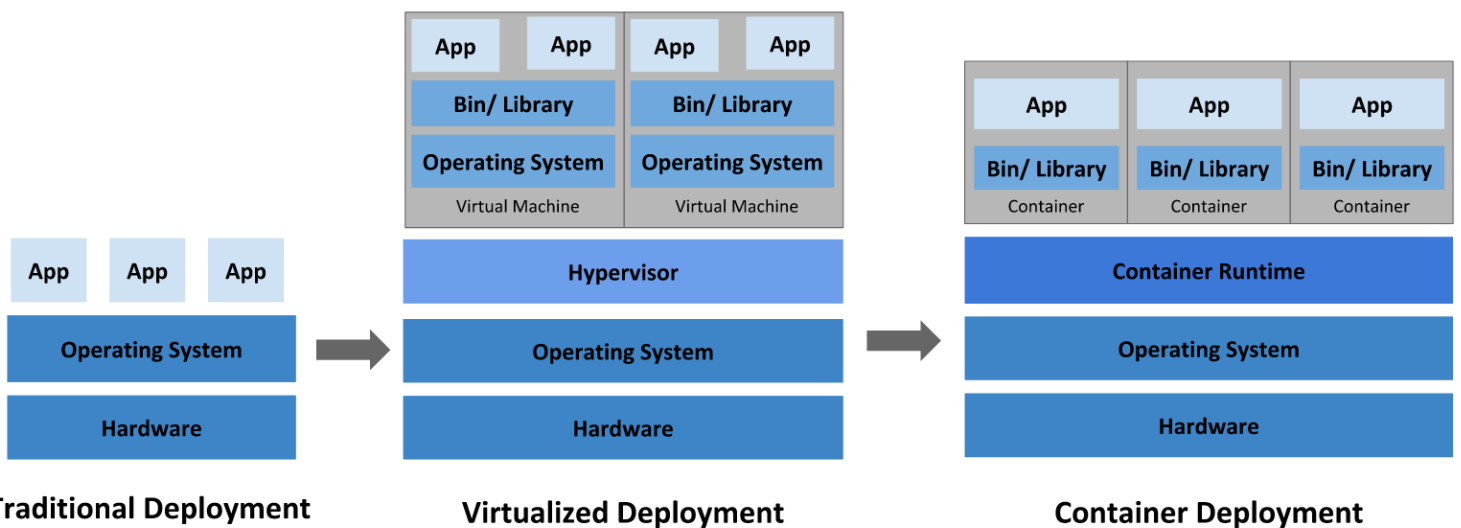 App App App App
Bin/ Library Bin/ Library
Operating System Operating System
Virtual Machine Virtual Machine
App App App
Bin/ Library Bin/ Library Bin/ Library
Container Container Container
App App App
Hypervisor
Container Runtime
Operating System
Operating System
Operating System
Hardware
Hardware
Hardware
Traditional Deployment
Virtualized Deployment
Container Deployment